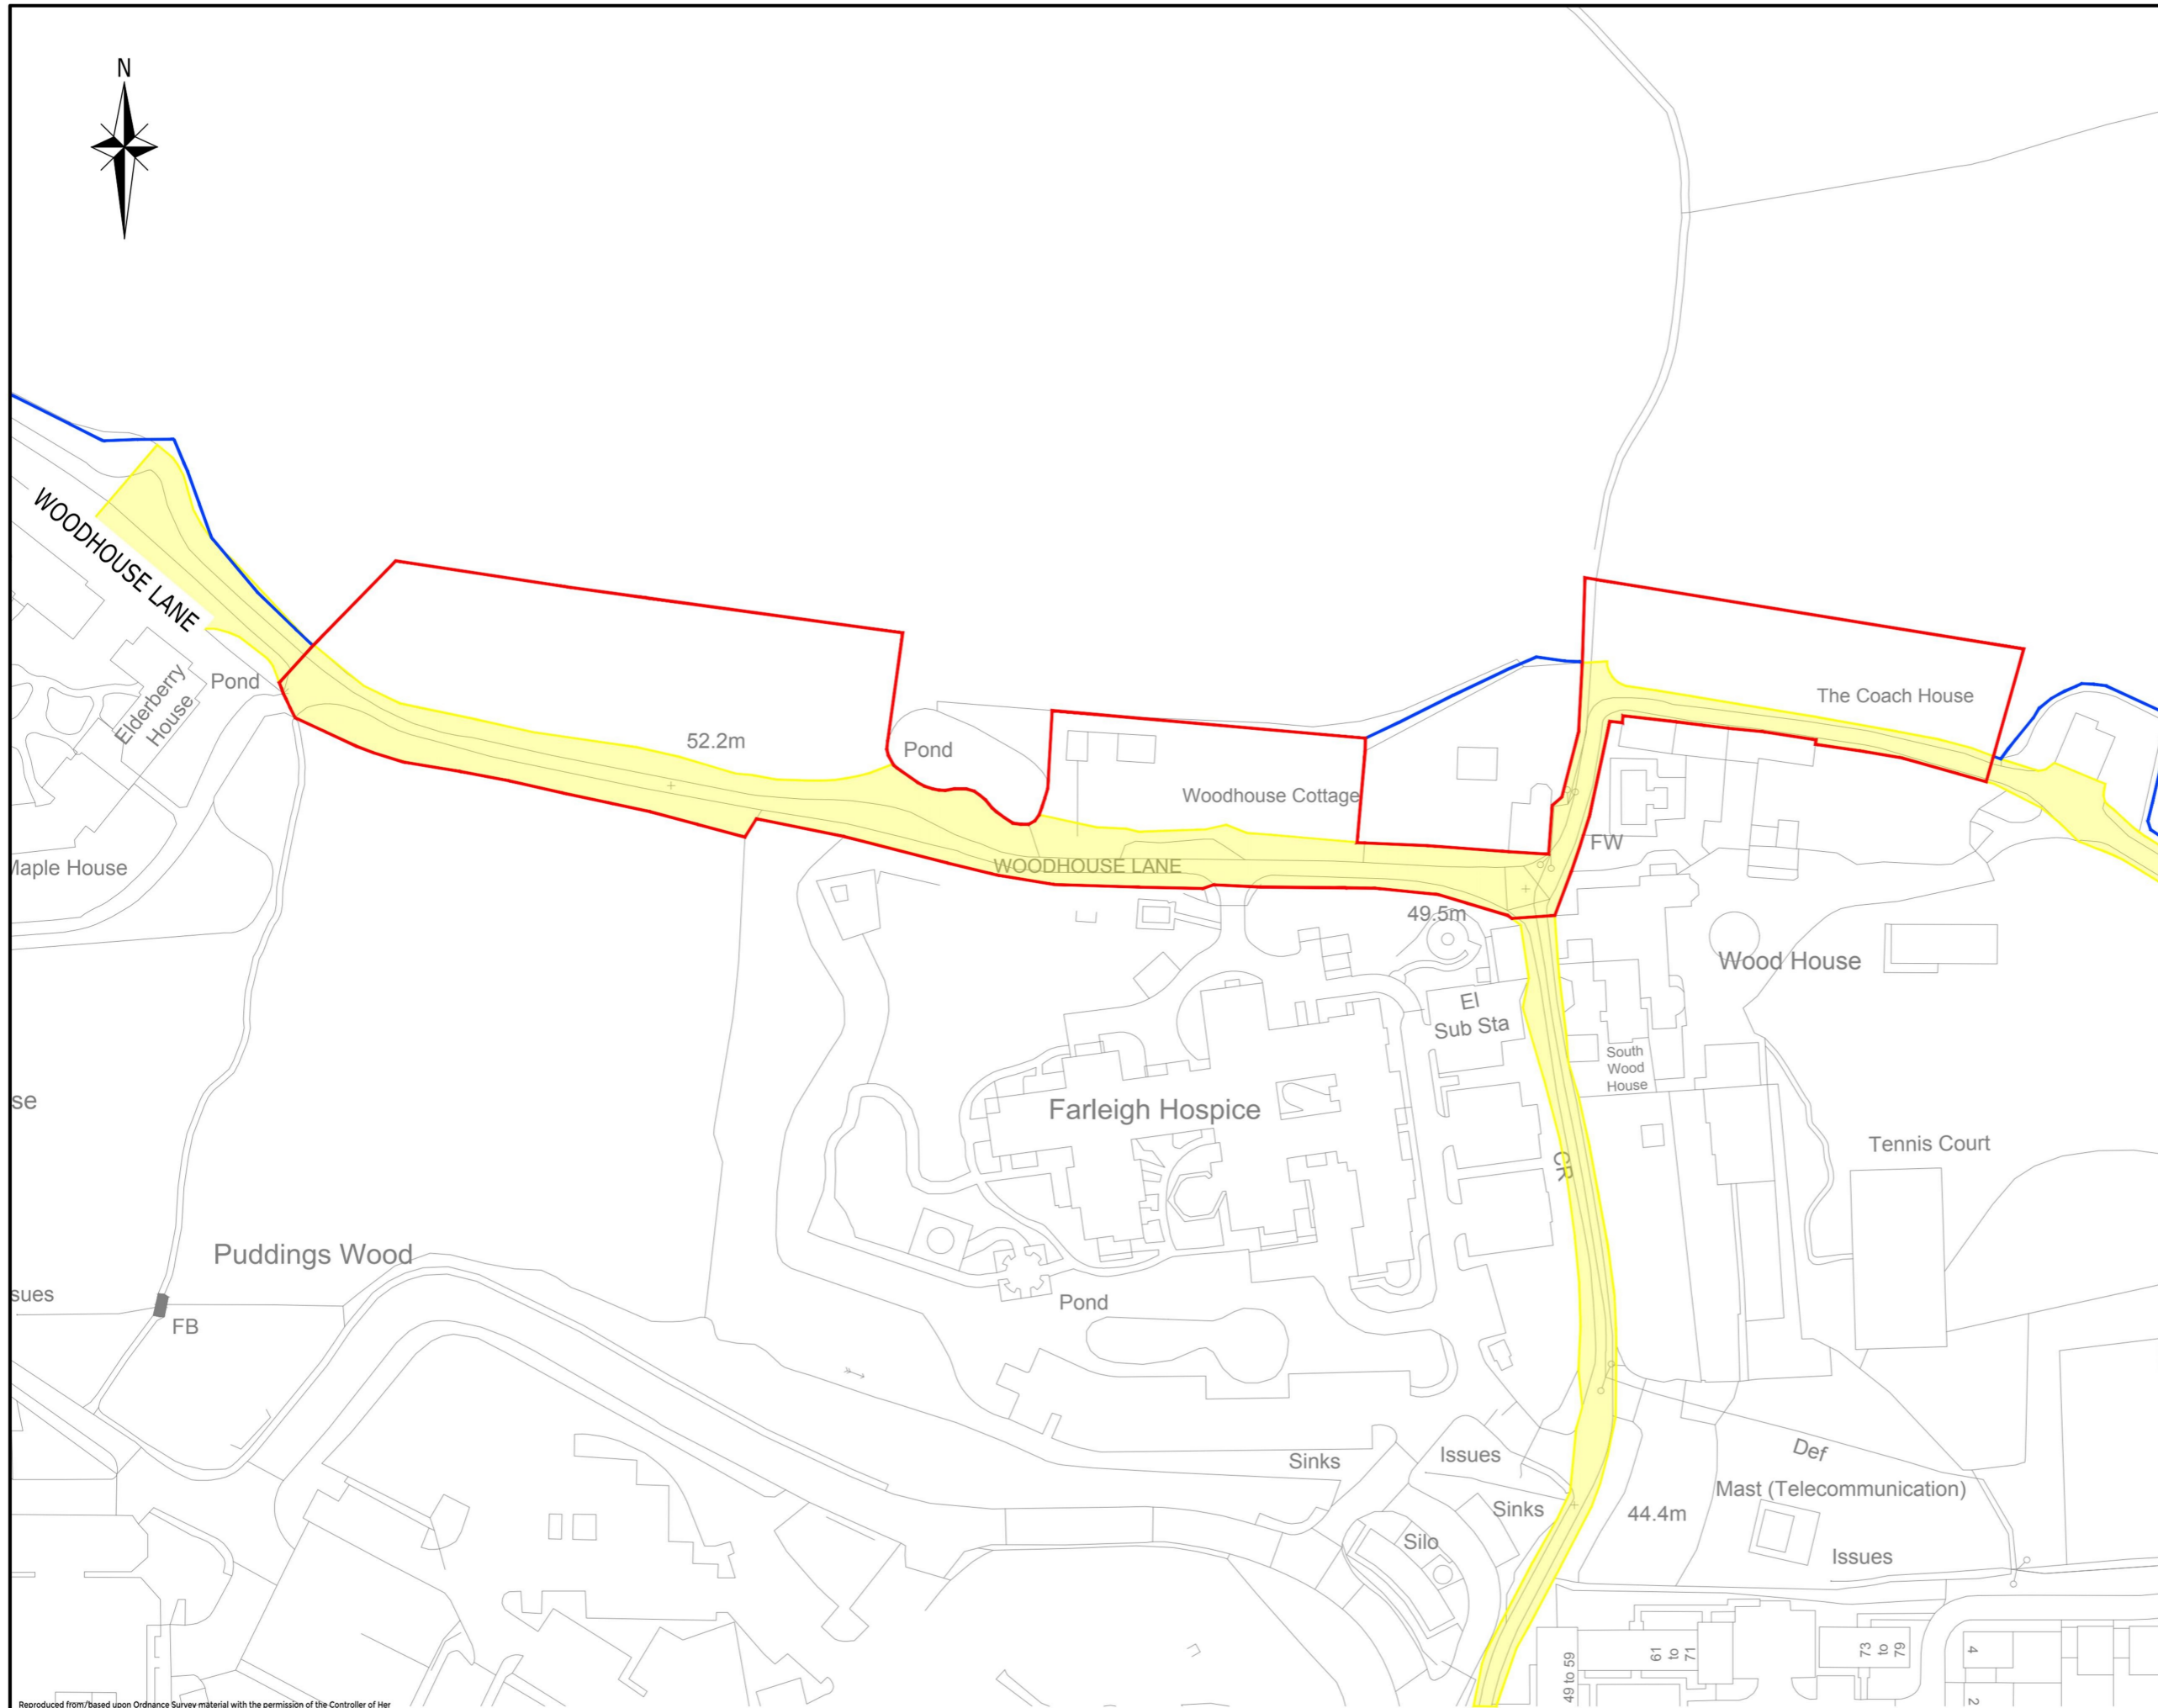 N
WOODHOUSE LANE
Elderberry
House
Pond
52.2m
Pond
Woodhouse Cottage
The Coach House
FW
WOODHOUSE LANE
Maple House
49.5m
Wood House
El
Sub Sta
South
Wood
House
se
Farleigh Hospice
CR
Tennis Court
Puddings Wood
sues
FB
Pond
Sinks
Issues
Def
Mast (Telecommunication)
Sinks
44.4m
Silo
Issues
49 to 59
61
to
71
73
to
79
4
2
Reproduced from/based upon Ordnance Survey material with the permission of the Controller of Her